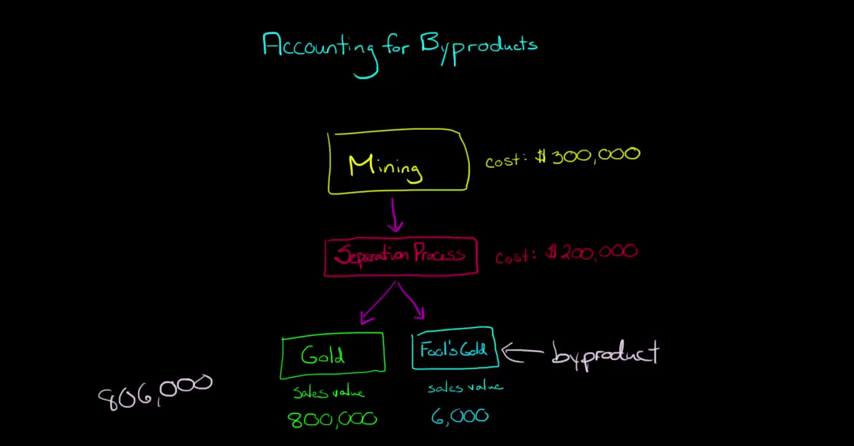 Accounting for Byproducts
Mining
cost: $300,000
Separation Process
cost: $200,000
Gold
Fool's Gold
byproduct
sales value
sales value
806,000
800,000
6,000